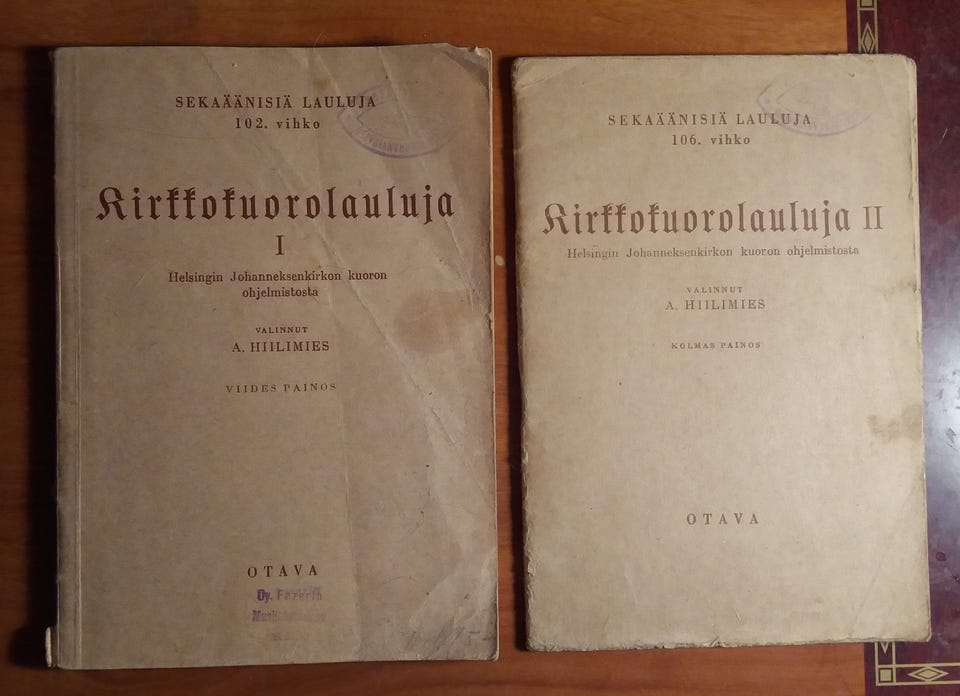 SEKAÄÄNISIÄ LAULUJA
102. vihko
Kirkkokuorolauluja
I
Helsingin Johanneksenkirkon kuoron
ohjelmistosta
VALINNUT
A. HIILIMIES
VIIDES PAINOS
OTAVA
Oy. Fazerin
SEKAÄÄNISIÄ LAULUJA
106. vihko
Kirkkokuorolauluja II
Helsingin Johanneksenkirkon kuoron ohjelmistosta
VALINNUT
A. HIILIMIES
KOLMAS PAINOS
OTAVA